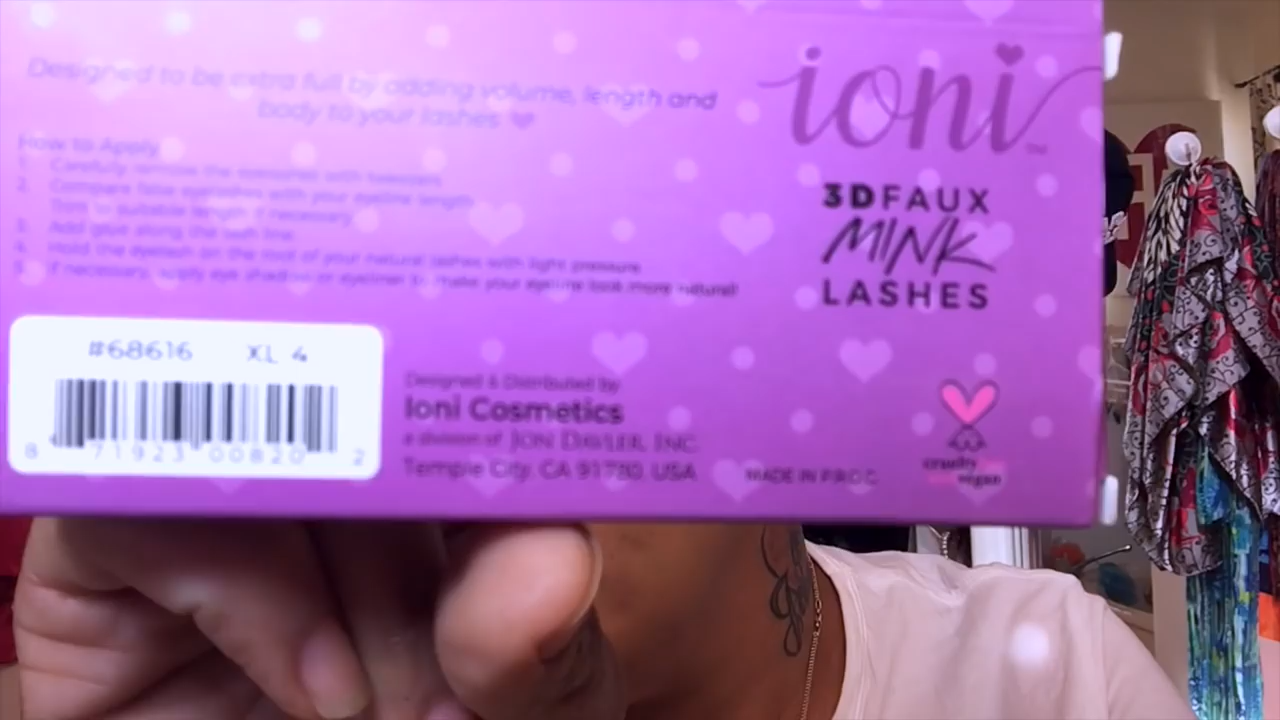 Designed to be extra full by adding volume, length and
body to your lashes
ioni™
3D FAUX
MINK
LASHES
How to Apply
1. Carefully remove the eyelashes with tweezers
2. Compare false eyelashes with your eyeline length
Trim to suitable length if necessary
3. Add glue along the lash line
4. Hold the eyelash on the root of your natural lashes with light pressure
5. If necessary, apply eye shadow or eyeliner to make your eyeline look more natural!
#68616 XL 4
8 71923 00820 2
Designed & Distributed by
Ioni Cosmetics
a division of JON DAVLER, INC.
Temple City, CA 91780, USA
MADE IN P.R.O.C.
cruelty free
vegan